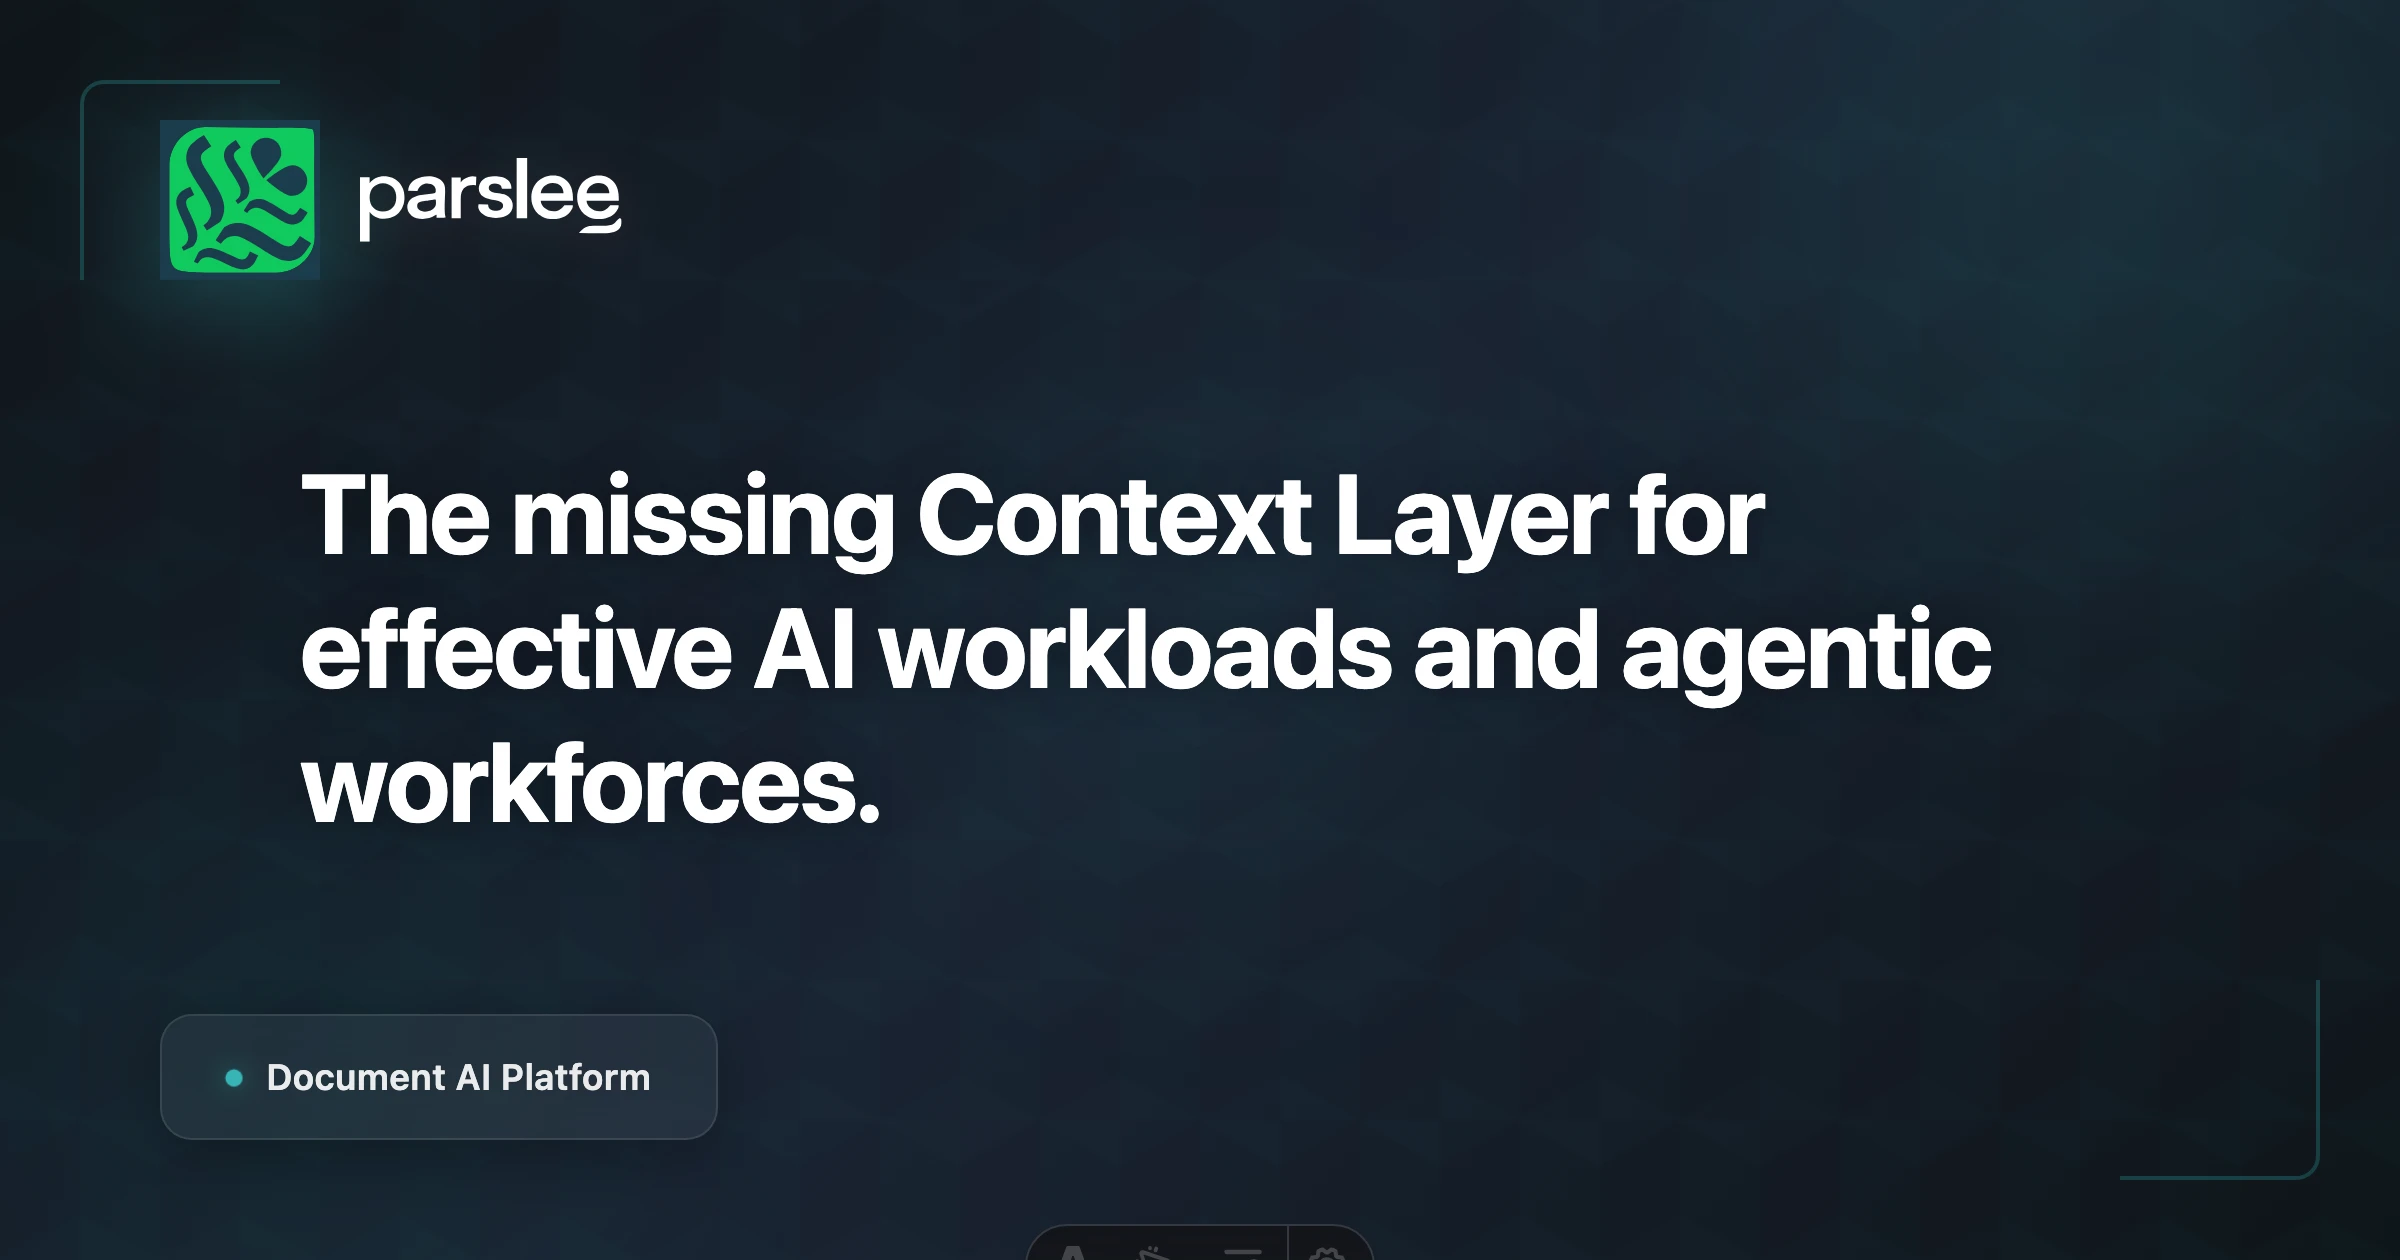 parslee
The missing Context Layer for
effective AI workloads and agentic
workforces.
Document AI Platform